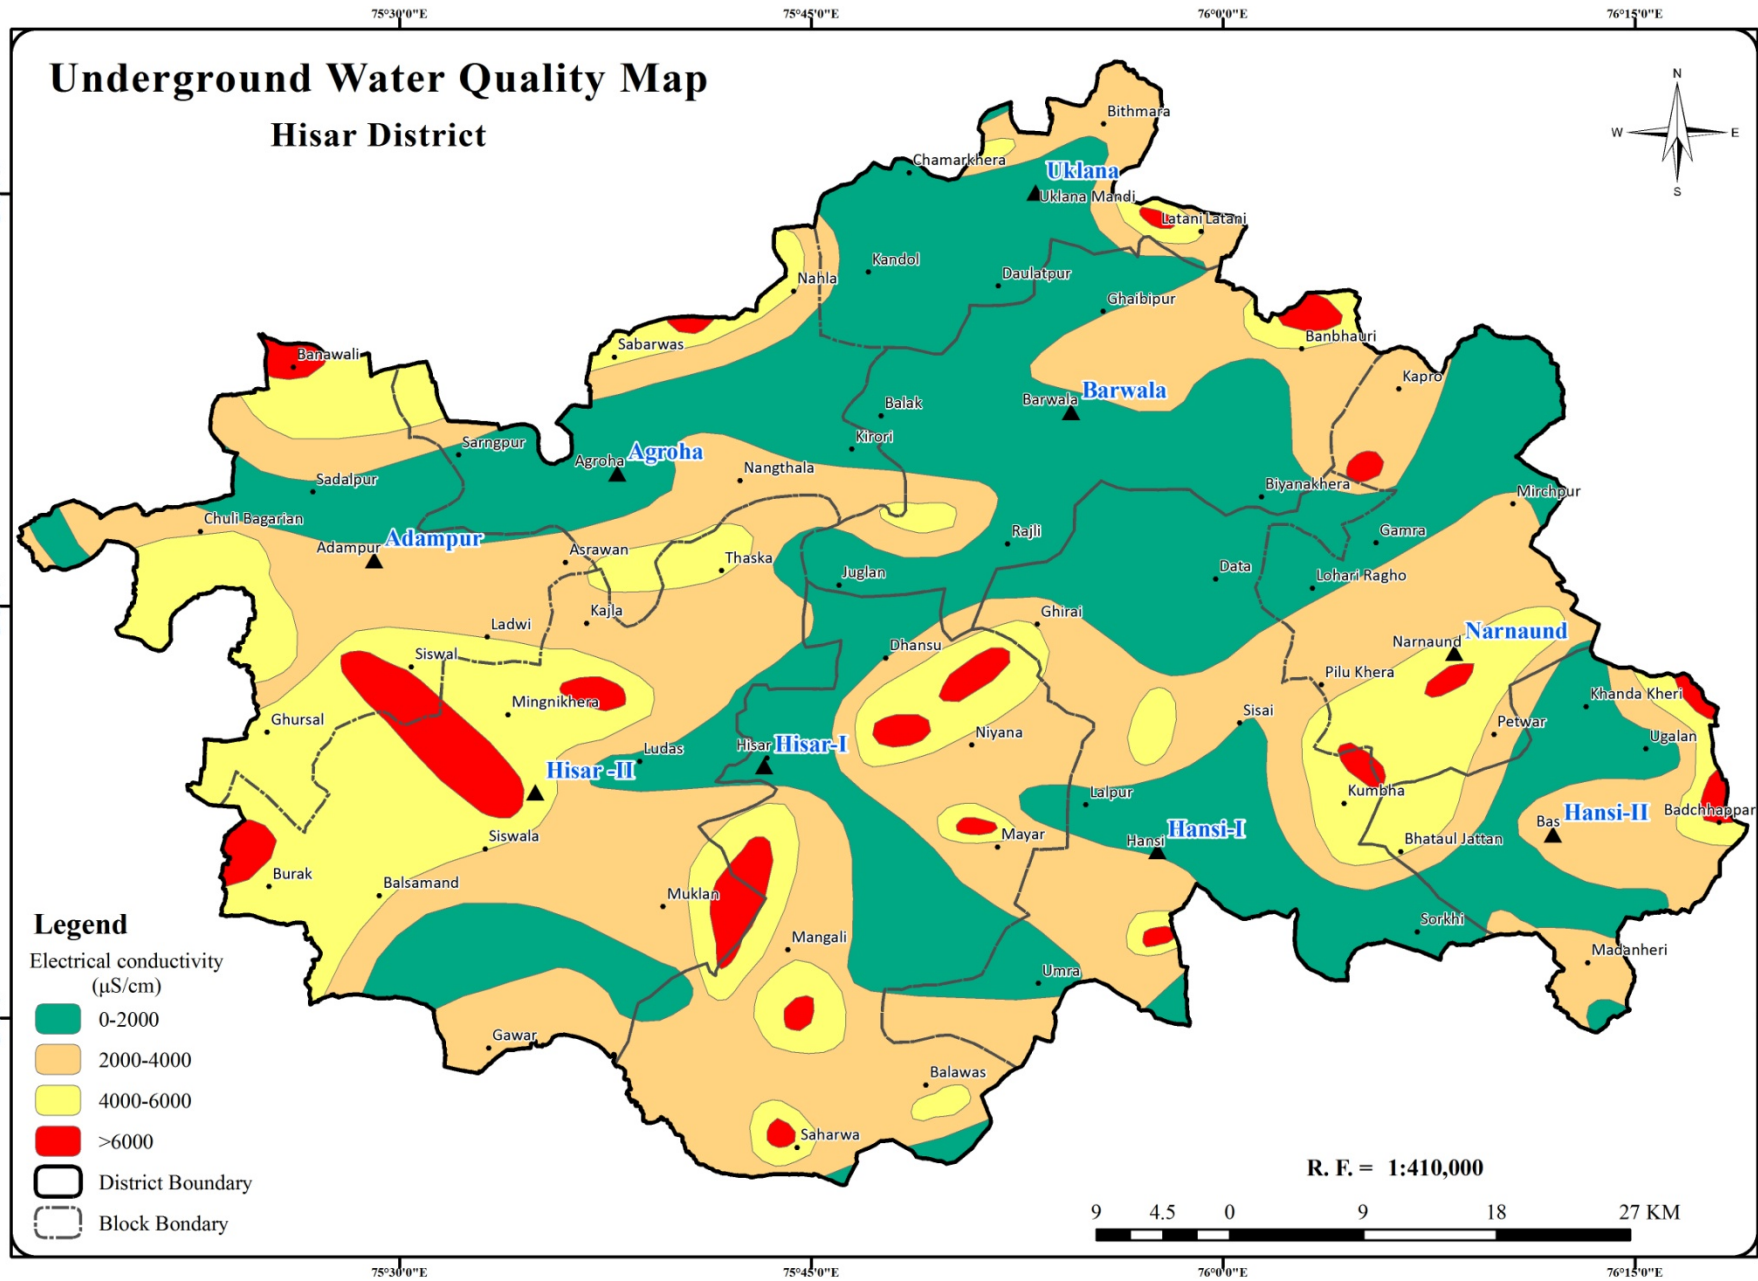 75°30'0"E
75°45'0"E
76°0'0"E
76°15'0"E
Underground Water Quality Map
Hisar District
N
W
E
S
Bithmara
Chamarkhera
Uklana
Uklana Mandi
Latani Latani
Kandol
Daulatpur
Nahla
Ghaibipur
Sabarwas
Banbhauri
Banawali
Kapro
Barwala
Barwala
Balak
Kirori
Sarngpur
Agroha
Agroha
Nangthala
Sadalpur
Biyanakhera
Mirchpur
Chuli Bagarian
Adampur
Adampur
Asrawan
Thaska
Rajli
Gamra
Juglan
Data
Lohari Ragho
Kajla
Ghirai
Ladwi
Narnaund
Narnaund
Siswal
Dhansu
Pilu Khera
Khanda Kheri
Mingnikhera
Ghursal
Sisai
Petwar
Niyana
Ugalan
Ludas
Hisar
Hisar-I
Hisar -II
Lalpur
Kumbha
Badchhappar
Hansi-II
Bas
Siswala
Mayar
Hansi
Hansi-I
Bhataul Jattan
Burak
Balsamand
Muklan
Sorkhi
Mangali
Madanheri
Umra
Gawar
Balawas
Saharwa
Legend
Electrical conductivity
(µS/cm)
0-2000
2000-4000
4000-6000
>6000
District Boundary
Block Bondary
R. F. = 1:410,000
9 4.5 0 9 18 27 KM
75°30'0"E
75°45'0"E
76°0'0"E
76°15'0"E